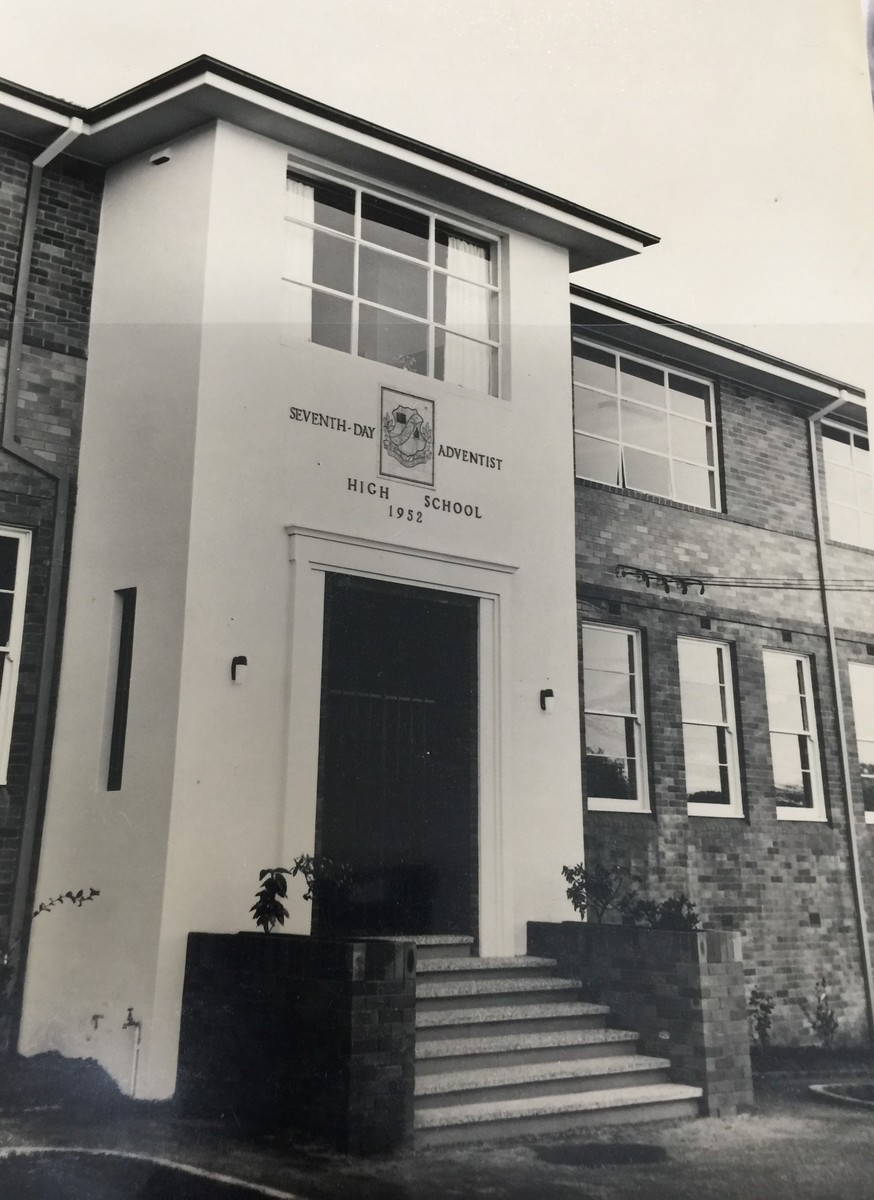 SEVENTH-DAY ADVENTIST
HIGH SCHOOL
1952